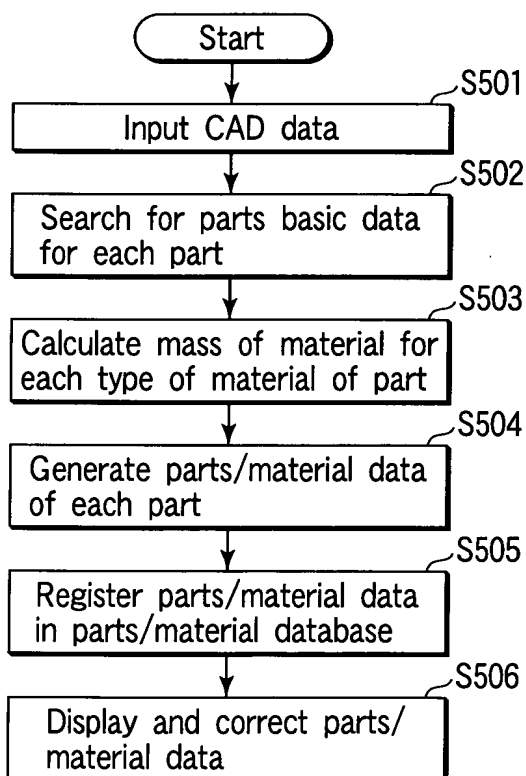 Start
S501
Input CAD data
S502
Search for parts basic data
for each part
S503
Calculate mass of material for
each type of material of part
S504
Generate parts/material data
of each part
S505
Register parts/material data
in parts/material database
S506
Display and correct parts/
material data